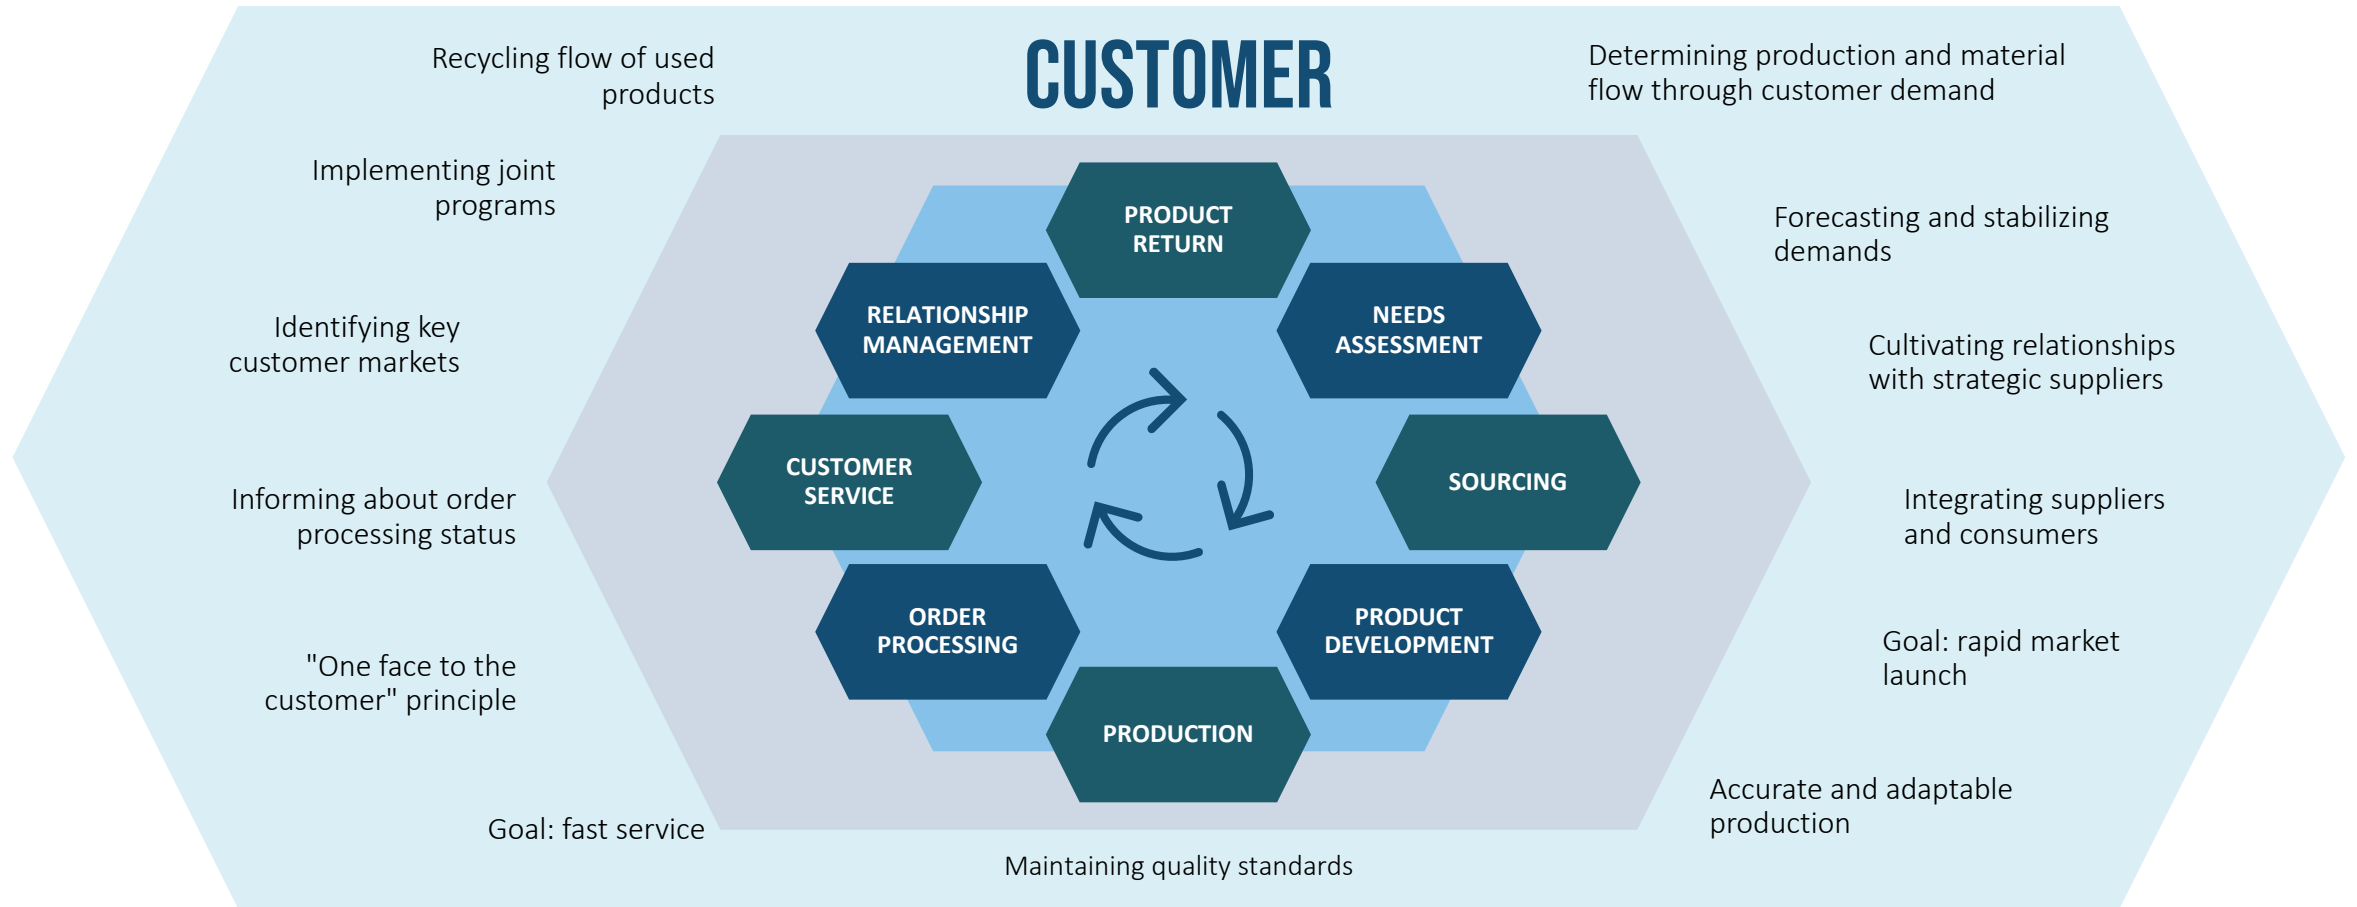 CUSTOMER
Recycling flow of used
products
Implementing joint
programs
Identifying key
customer markets
Informing about order
processing status
"One face to the
customer" principle
Goal: fast service
PRODUCT
RETURN
RELATIONSHIP
MANAGEMENT
NEEDS
ASSESSMENT
CUSTOMER
SERVICE
SOURCING
ORDER
PROCESSING
PRODUCT
DEVELOPMENT
PRODUCTION
Maintaining quality standards
Determining production and material
flow through customer demand
Forecasting and stabilizing
demands
Cultivating relationships
with strategic suppliers
Integrating suppliers
and consumers
Goal: rapid market
launch
Accurate and adaptable
production